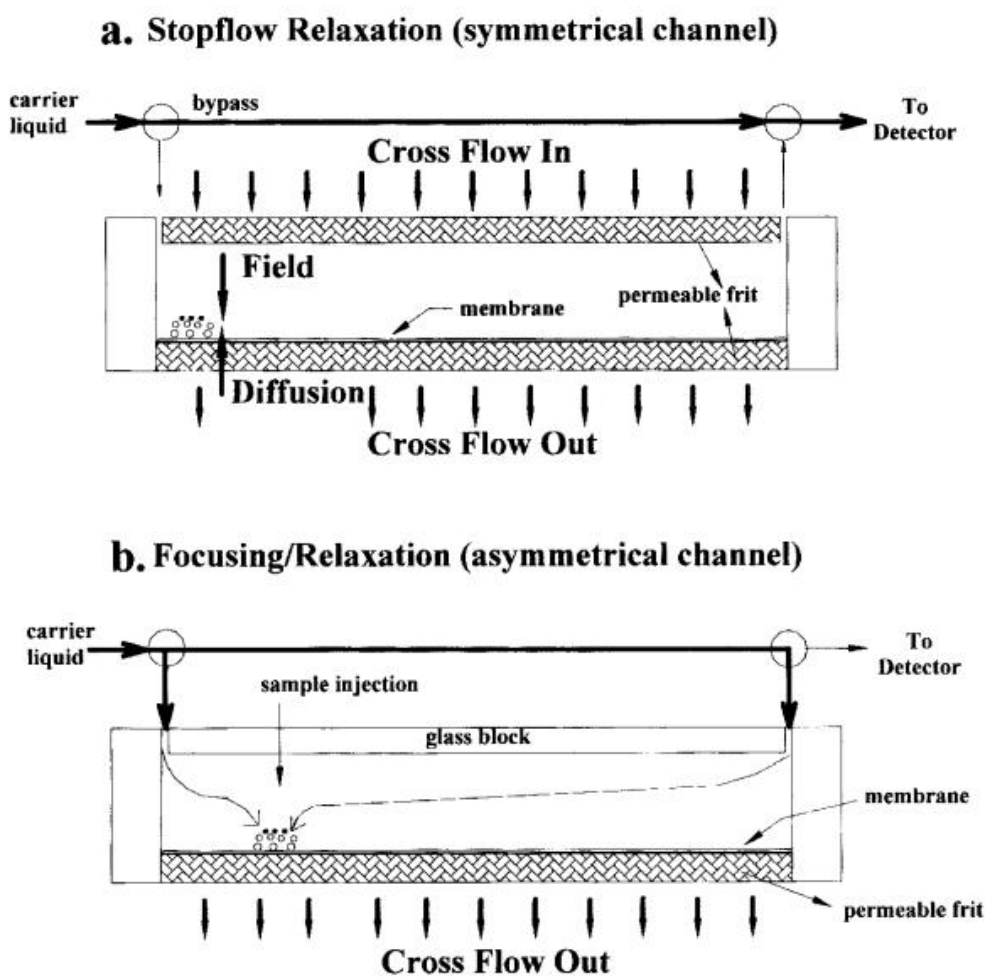 a. Stopflow Relaxation (symmetrical channel)
carrier
liquid
bypass
To
Detector
Cross Flow In
Field
membrane
permeable frit
Diffusion
Cross Flow Out
b. Focusing/Relaxation (asymmetrical channel)
carrier
liquid
To
Detector
sample injection
glass block
membrane
permeable frit
Cross Flow Out